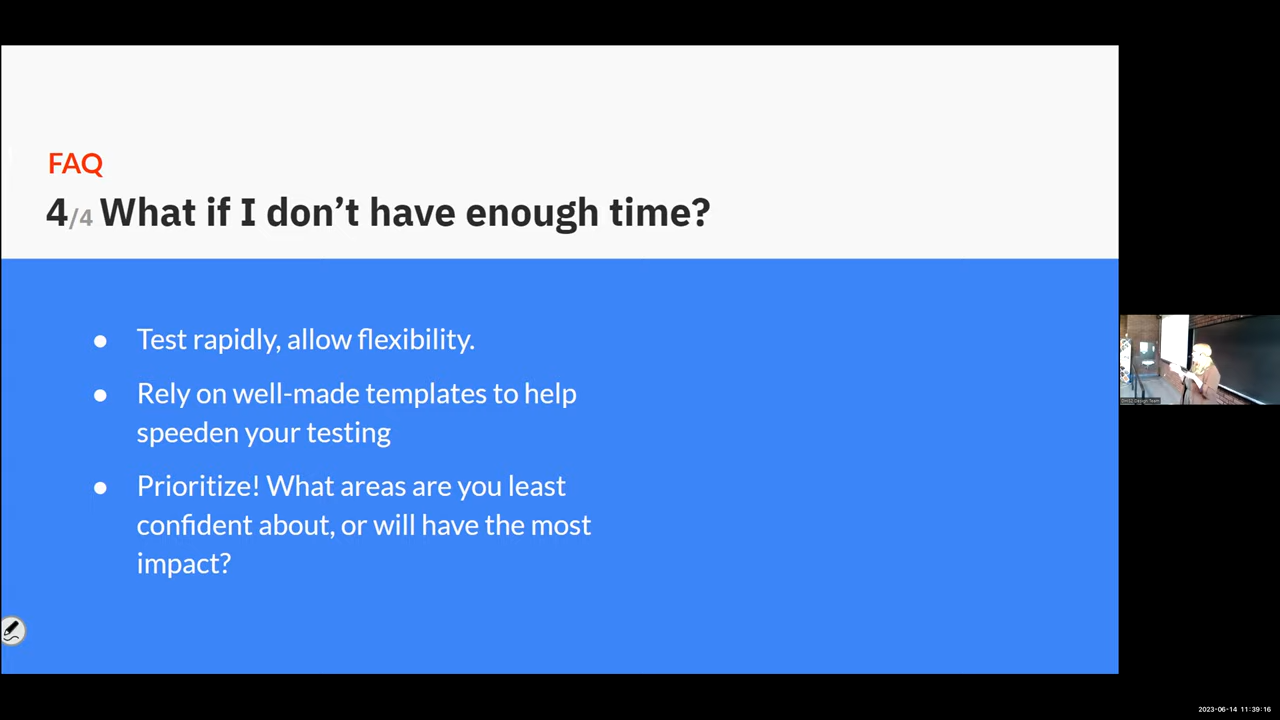 FAQ
4/4 What if I don’t have enough time?
● Test rapidly, allow flexibility.
● Rely on well-made templates to help
speeden your testing
● Prioritize! What areas are you least
confident about, or will have the most
impact?
2023-06-14 11:39:16